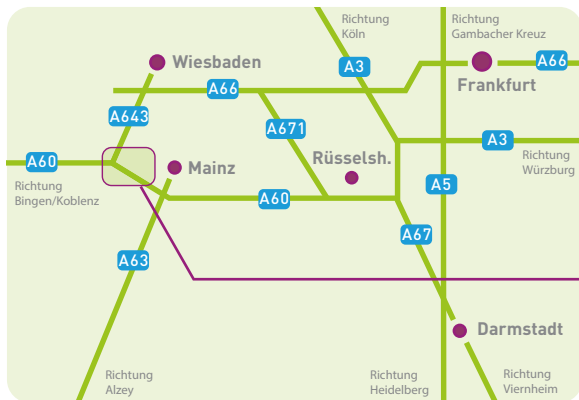 Richtung
Köln
Richtung
Gambacher Kreuz
Wiesbaden
A3
A66
Frankfurt
A66
A643
A671
A3
Richtung
Würzburg
A60
Mainz
Rüsselsh.
Richtung
Bingen/Koblenz
A60
A5
A67
A63
Darmstadt
Richtung
Alzey
Richtung
Heidelberg
Richtung
Viernheim